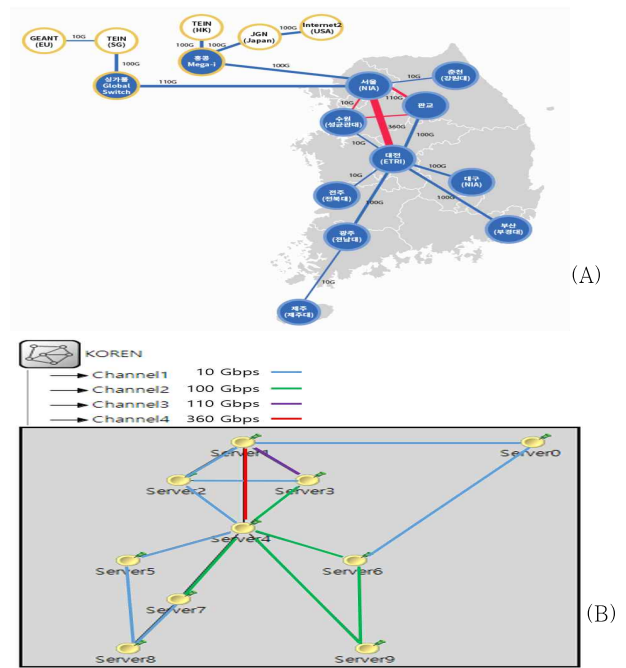 TEIN
(HK)
Internet2
(USA)
GEANT
(EU)
10G
TEIN
(SG)
100G
100G
JGN
(Japan)
100G
홍콩
Mega-i
100G
100G
싱가폴
Global
Switch
110G
서울
(NIA)
10G
춘천
(강원대)
10G
110G
판교
수원
(성균관대)
360G
10G
100G
대전
(ETRI)
100G
대구
(NIA)
10G
전주
(전북대)
100G
100G
부산
(부경대)
광주
(전남대)
10G
제주
(제주대)
(A)
KOREN
Channel1 10 Gbps
Channel2 100 Gbps
Channel3 110 Gbps
Channel4 360 Gbps
Server1
Server0
Server2
Server3
Server4
Server5
Server6
Server7
Server8
Server9
(B)